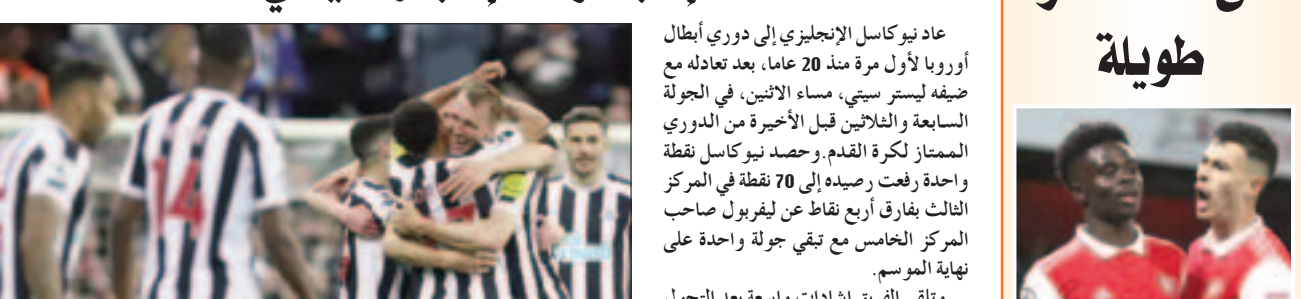 طويلة
عاد نيوكاسل الإنجليزي إلى دوري أبطال
أوروبا لأول مرة منذ 20 عاما، بعد تعادله مع
ضيفه ليستر سيتي، مساء الاثنين، في الجولة
السابعة والثلاثين قبل الأخيرة من الدوري
الممتاز لكرة القدم.وحصد نيوكاسل نقطة
واحدة رفعت رصيده إلى 70 نقطة في المركز
الثالث بفارق أربع نقاط عن ليفربول صاحب
المركز الخامس مع تبقي جولة واحدة على
نهاية الموسم.
14